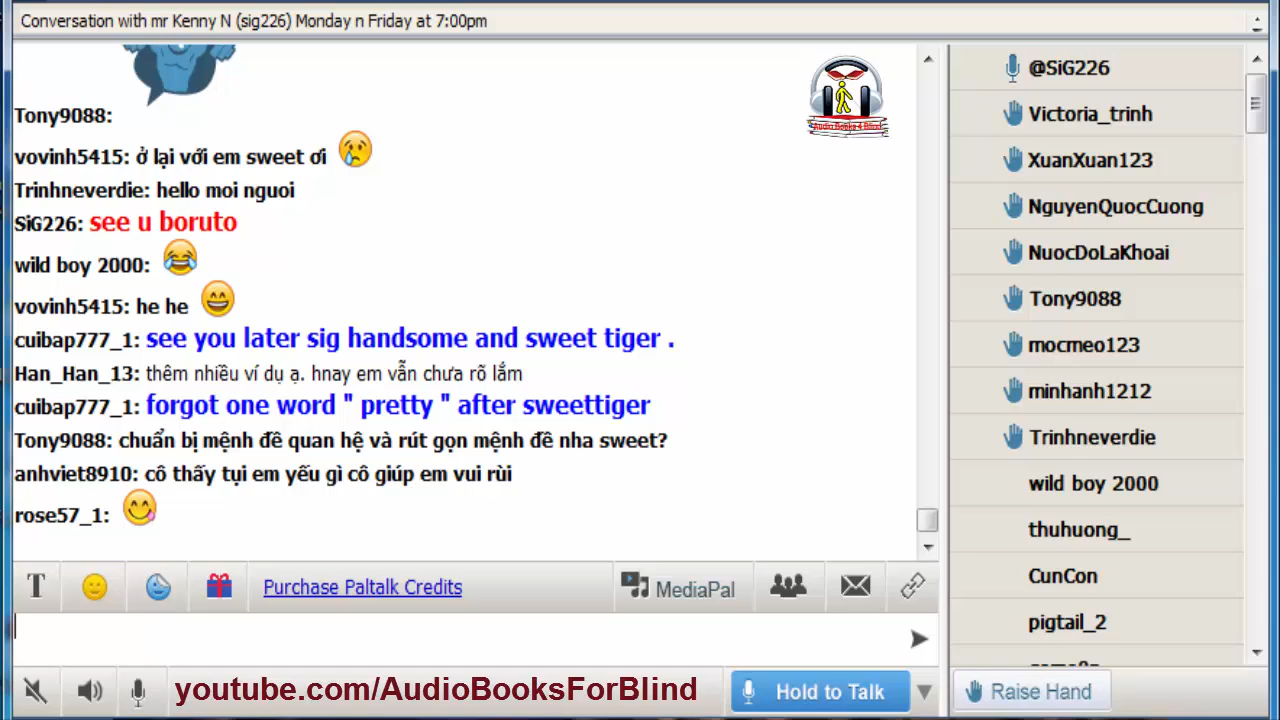 Conversation with mr Kenny N (sig226) Monday n Friday at 7:00pm
Audio Books 4 Blind
Tony9088:
vovinh5415: ở lại với em sweet ơi
Trinhneverdie: hello moi nguoi
SiG226: see u boruto
wild boy 2000:
vovinh5415: he he
cuibap777_1: see you later sig handsome and sweet tiger .
Han_Han_13: thêm nhiều ví dụ ạ. hnay em vẫn chưa rõ lắm
cuibap777_1: forgot one word " pretty " after sweettiger
Tony9088: chuẩn bị mệnh đề quan hệ và rút gọn mệnh đề nha sweet?
anhviet8910: cô thấy tụi em yếu gì cô giúp em vui rùi
rose57_1:
T Purchase Paltalk Credits MediaPal
youtube.com/AudioBooksForBlind Hold to Talk
@SiG226
Victoria_trinh
XuanXuan123
NguyenQuocCuong
NuocDoLaKhoai
Tony9088
mocmeo123
minhanh1212
Trinhneverdie
wild boy 2000
thuhuong_
CunCon
pigtail_2
Raise Hand